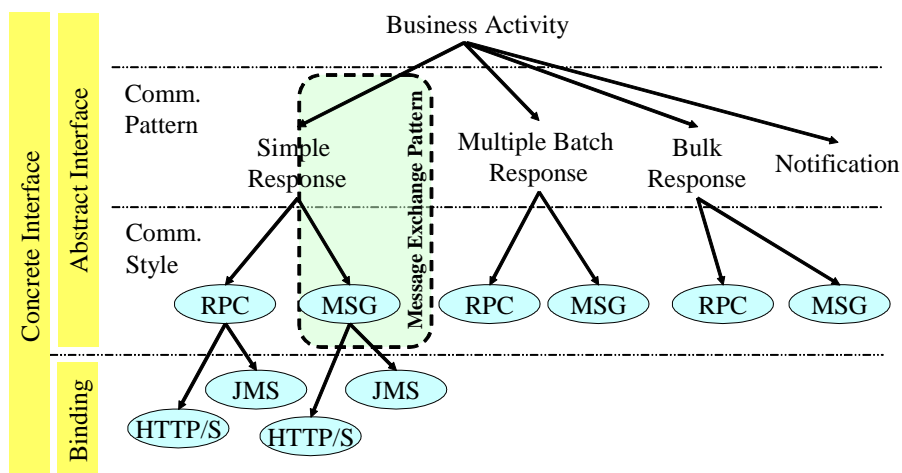 Business Activity
Concrete Interface
Abstract Interface
Comm.
Pattern
Message Exchange Pattern
Simple
Response
Multiple Batch
Response
Bulk
Response
Notification
Comm.
Style
RPC
MSG
RPC
MSG
RPC
MSG
Binding
JMS
JMS
HTTP/S
HTTP/S